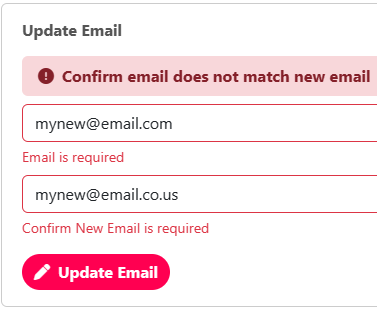 Update Email
Confirm email does not match new email
mynew@email.com
Email is required
mynew@email.co.us
Confirm New Email is required
Update Email